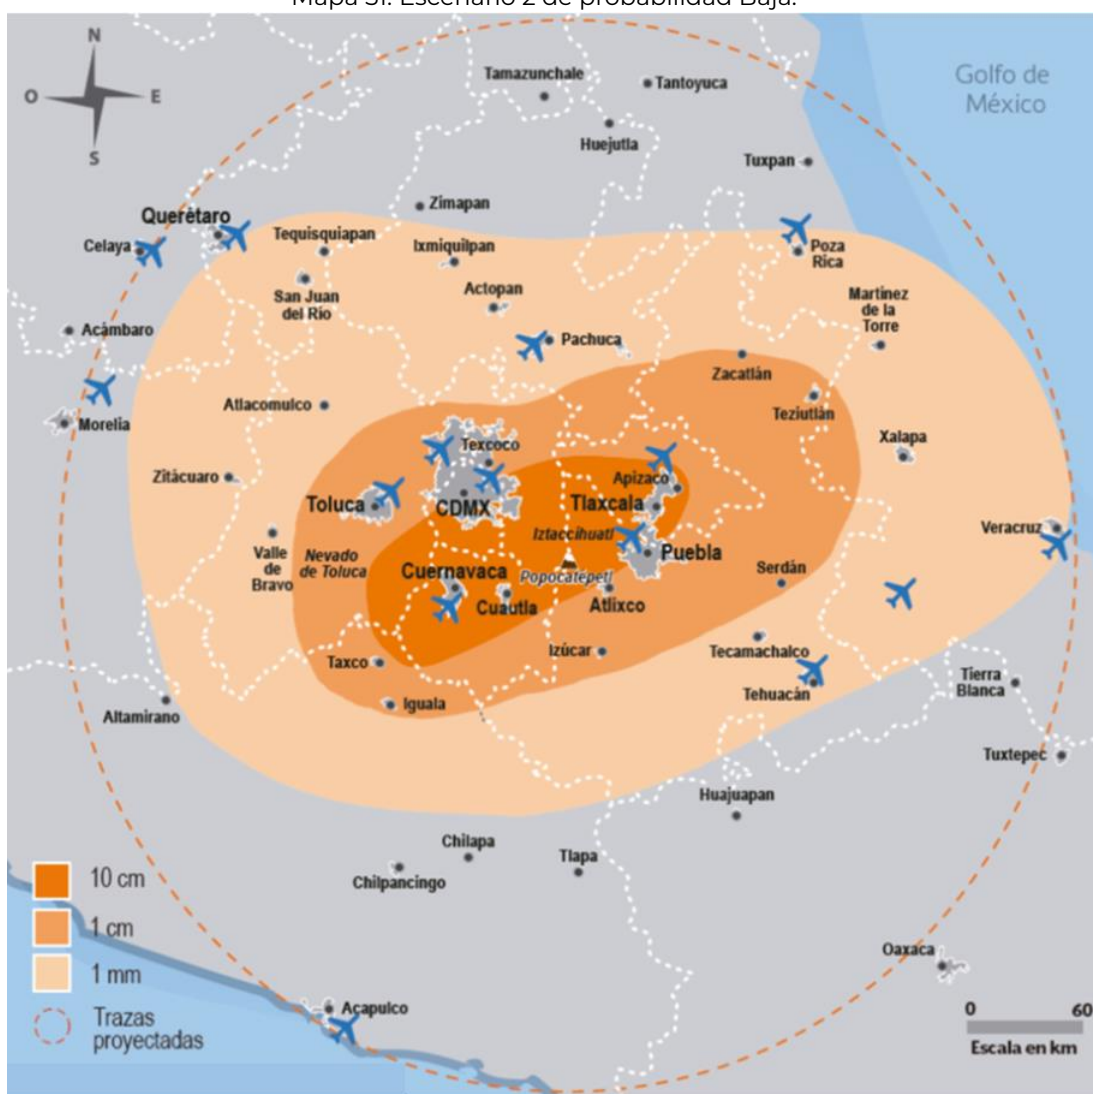 Mapa 51. Escenario 2 de probabilidad Baja.
N
O
E
S
Golfo de
México
Tamazunchale
Tantoyuca
Huejutla
Tuxpan
Zimapan
Querétaro
Celaya
Tequisquiapan
Ixmiquilpan
Poza
Rica
San Juan
del Río
Actopan
Martínez
de la
Torre
Acámbaro
Pachuca
Zacatlán
Morelia
Atlacomulco
Teziutlán
Texcoco
Xalapa
Zitácuaro
Apizaco
Toluca
CDMX
Tlaxcala
Veracruz
Iztaccíhuatl
Valle
de
Bravo
Nevado
de Toluca
Puebla
Cuernavaca
Popocatépetl
Serdán
Cuautla
Atlixco
Taxco
Izúcar
Tecamachalco
Tierra
Blanca
Tehuacán
Iguala
Altamirano
Tuxtepec
Huajuapan
Chilapa
Tlapa
Chilpancingo
10 cm
1 cm
1 mm
Trazas
proyectadas
Oaxaca
Acapulco
0
60
Escala en km